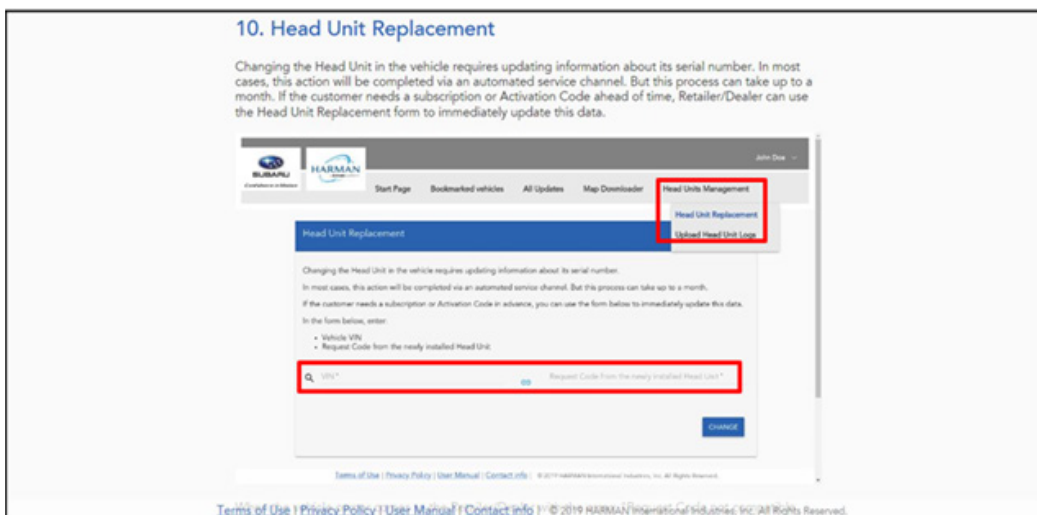 10. Head Unit Replacement
Changing the Head Unit in the vehicle requires updating information about its serial number. In most
cases, this action will be completed via an automated service channel. But this process can take up to a
month. If the customer needs a subscription or Activation Code ahead of time, Retailer/Dealer can use
the Head Unit Replacement form to immediately update this data.
John Doe
SUBARU
HARMAN
Start Page Bookmarked vehicles All Updates Map Downloader Head Units Management
Head Unit Replacement
Upload Head Unit Logs
Head Unit Replacement
Changing the Head Unit in the vehicle requires updating information about its serial number.
In most cases, this action will be completed via an automated service channel. But this process can take up to a month.
If the customer needs a subscription or Activation Code in advance, you can use the form below to immediately update this data.
In the form below, enter:
• Vehicle VIN
• Request Code from the newly installed Head Unit
VIN * Request Code from the newly installed Head Unit *
CHANGE
Terms of Use | Privacy Policy | User Manual | Contact info | © 2019 HARMAN International Industries, Inc. All Rights Reserved.
Terms of Use | Privacy Policy | User Manual | Contact info | © 2019 HARMAN International Industries, Inc. All Rights Reserved.